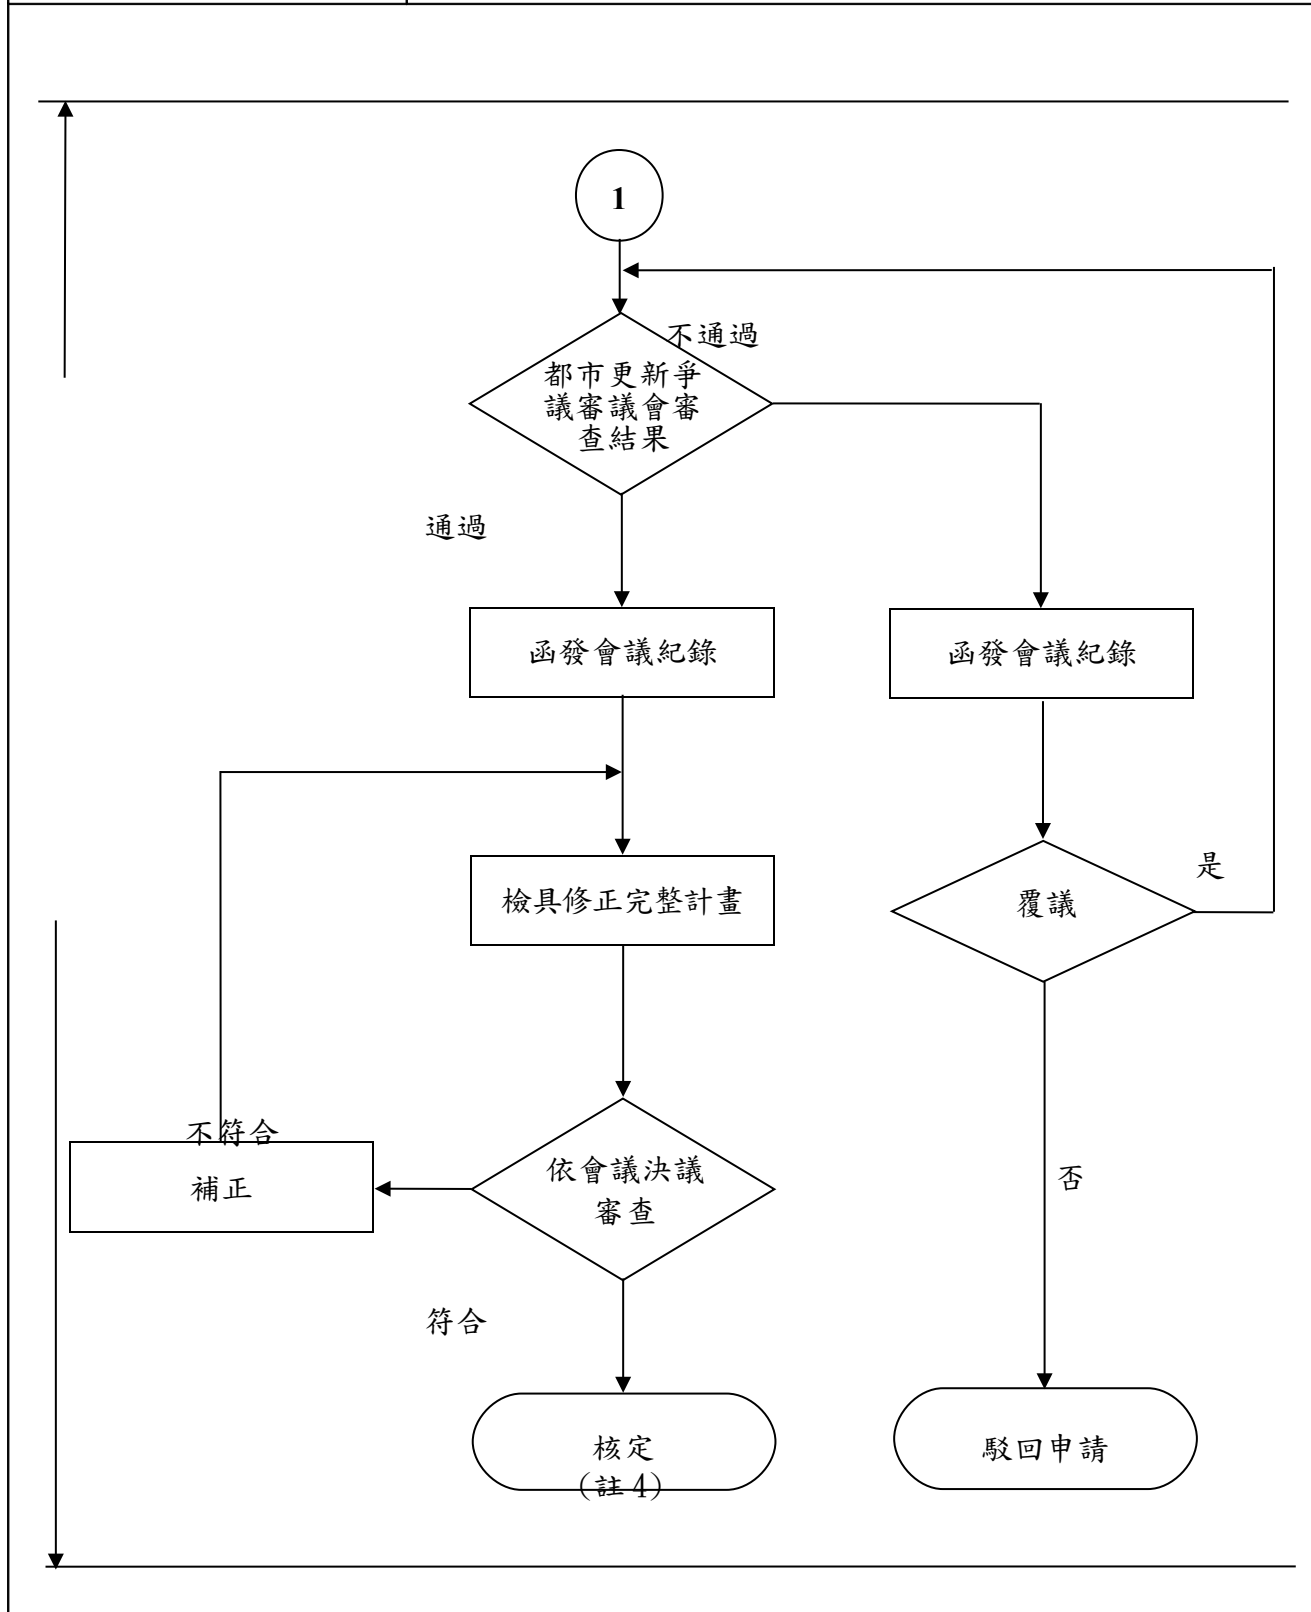 1
不通過
都市更新爭
議審議會審
查結果
通過
函發會議紀錄
函發會議紀錄
是
檢具修正完整計畫
覆議
不符合
補正
依會議決議
審查
否
符合
核定
(註 4)
駁回申請